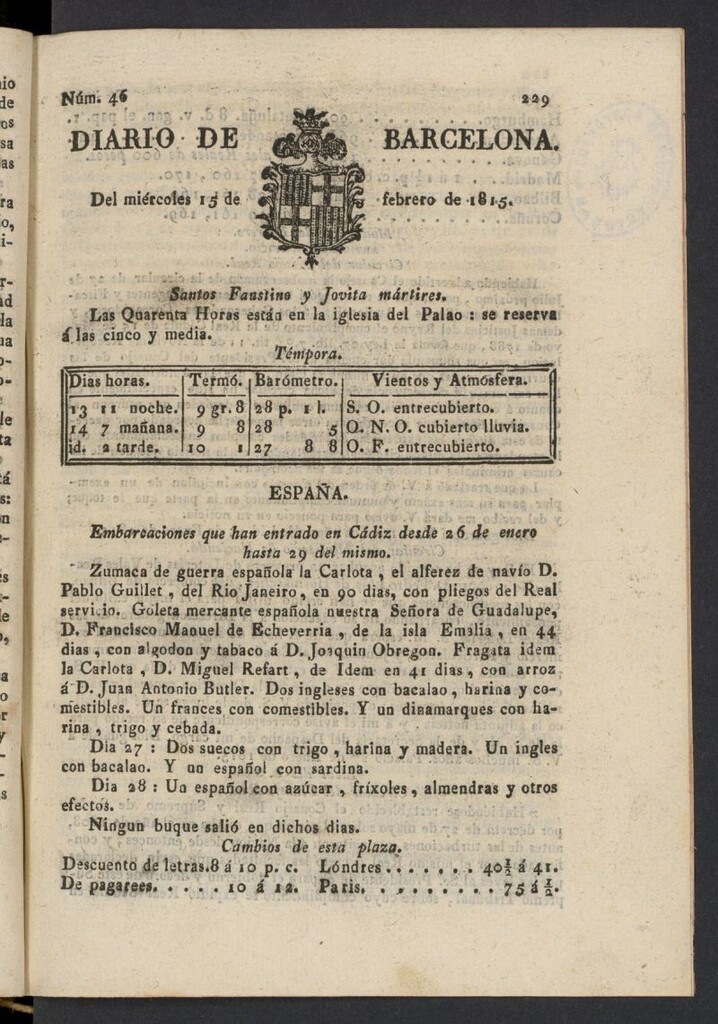 Núm. 46 229
DIARIO DE BARCELONA.
Del miércoles 15 de febrero de 1815.
Santos Faustino y Jovita mártires.
Las Quarenta Horas están en la iglesia del Palao : se reserva
á las cinco y media.
Témpora.
Dias horas. Termó. Barómetro. Vientos y Atmósfera.
13 11 noche. 9 gr. 8 28 p. 1 l. S. O. entrecubierto.
14 7 mañana. 9 8 28 5 O. N. O. cubierto lluvia.
id. 2 tarde. 10 1 27 8 8 O. F. entrecubierto.
ESPAÑA.
Embarcaciones que han entrado en Cádiz desde 26 de enero
hasta 29 del mismo.
Zumaca de guerra española la Carlota , el alferez de navío D.
Pablo Guillet , del Rio Janeiro, en 90 dias, con pliegos del Real
servicio. Goleta mercante española nuestra Señora de Guadalupe,
D. Francisco Manuel de Echeverria , de la isla Emalia , en 44
dias , con algodon y tabaco á D. Joaquin Obregon. Fragata idem
la Carlota , D. Miguel Refart , de Idem en 41 dias , con arroz
á D. Juan Antonio Butler. Dos ingleses con bacalao, harina y co-
mestibles. Un frances con comestibles. Y un dinamarques con ha-
rina , trigo y cebada.
Dia 27 : Dos suecos con trigo , harina y madera. Un ingles
con bacalao. Y un español con sardina.
Dia 28 : Un español con azúcar , fríxoles , almendras y otros
efectos.
Ningun buque salió en dichos dias.
Cambios de esta plaza.
Descuento de letras. 8 á 10 p. c. Lóndres . . . . . . . 40½ á 41.
De pagarees. . . . . 10 á 12. Paris. . . . . . . . . 75 á ½.